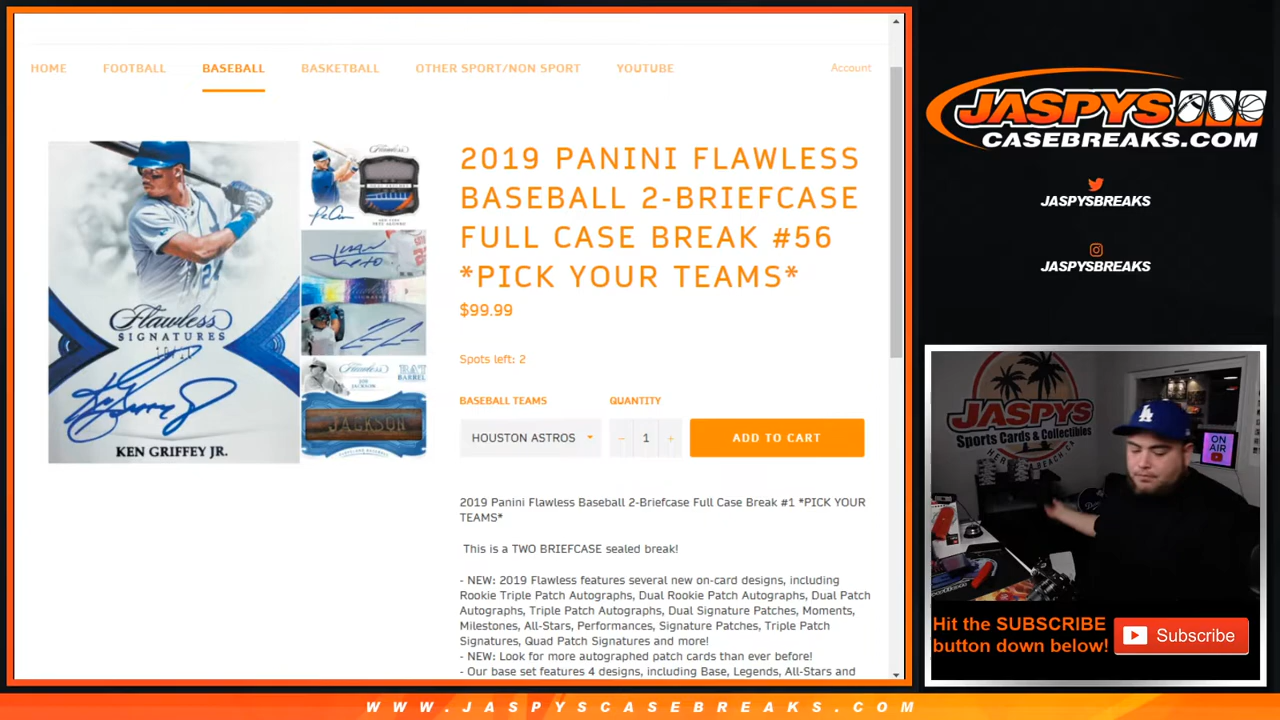 HOME FOOTBALL BASEBALL BASKETBALL OTHER SPORT/NON SPORT YOUTUBE Account
2019 PANINI FLAWLESS
BASEBALL 2-BRIEFCASE
FULL CASE BREAK #56
*PICK YOUR TEAMS*
$99.99
Spots left: 2
BASEBALL TEAMS QUANTITY
HOUSTON ASTROS − 1 + ADD TO CART
2019 Panini Flawless Baseball 2-Briefcase Full Case Break #1 *PICK YOUR
TEAMS*
This is a TWO BRIEFCASE sealed break!
- NEW: 2019 Flawless features several new on-card designs, including
Rookie Triple Patch Autographs, Dual Rookie Patch Autographs, Dual Patch
Autographs, Triple Patch Autographs, Dual Signature Patches, Moments,
Milestones, All-Stars, Performances, Signature Patches, Triple Patch
Signatures, Quad Patch Signatures and more!
- NEW: Look for more autographed patch cards than ever before!
- Our base set features 4 designs, including Base, Legends, All-Stars and
Flawless
SIGNATURES
KEN GRIFFEY JR.
Flawless
JACKSON
JASPYS
CASEBREAKS.COM
JASPYSBREAKS
JASPYSBREAKS
JASPYS
Sports Cards & Collectibles
ON
AIR
Hit the SUBSCRIBE
button down below!
Subscribe
WWW.JASPYSCASEBREAKS.COM